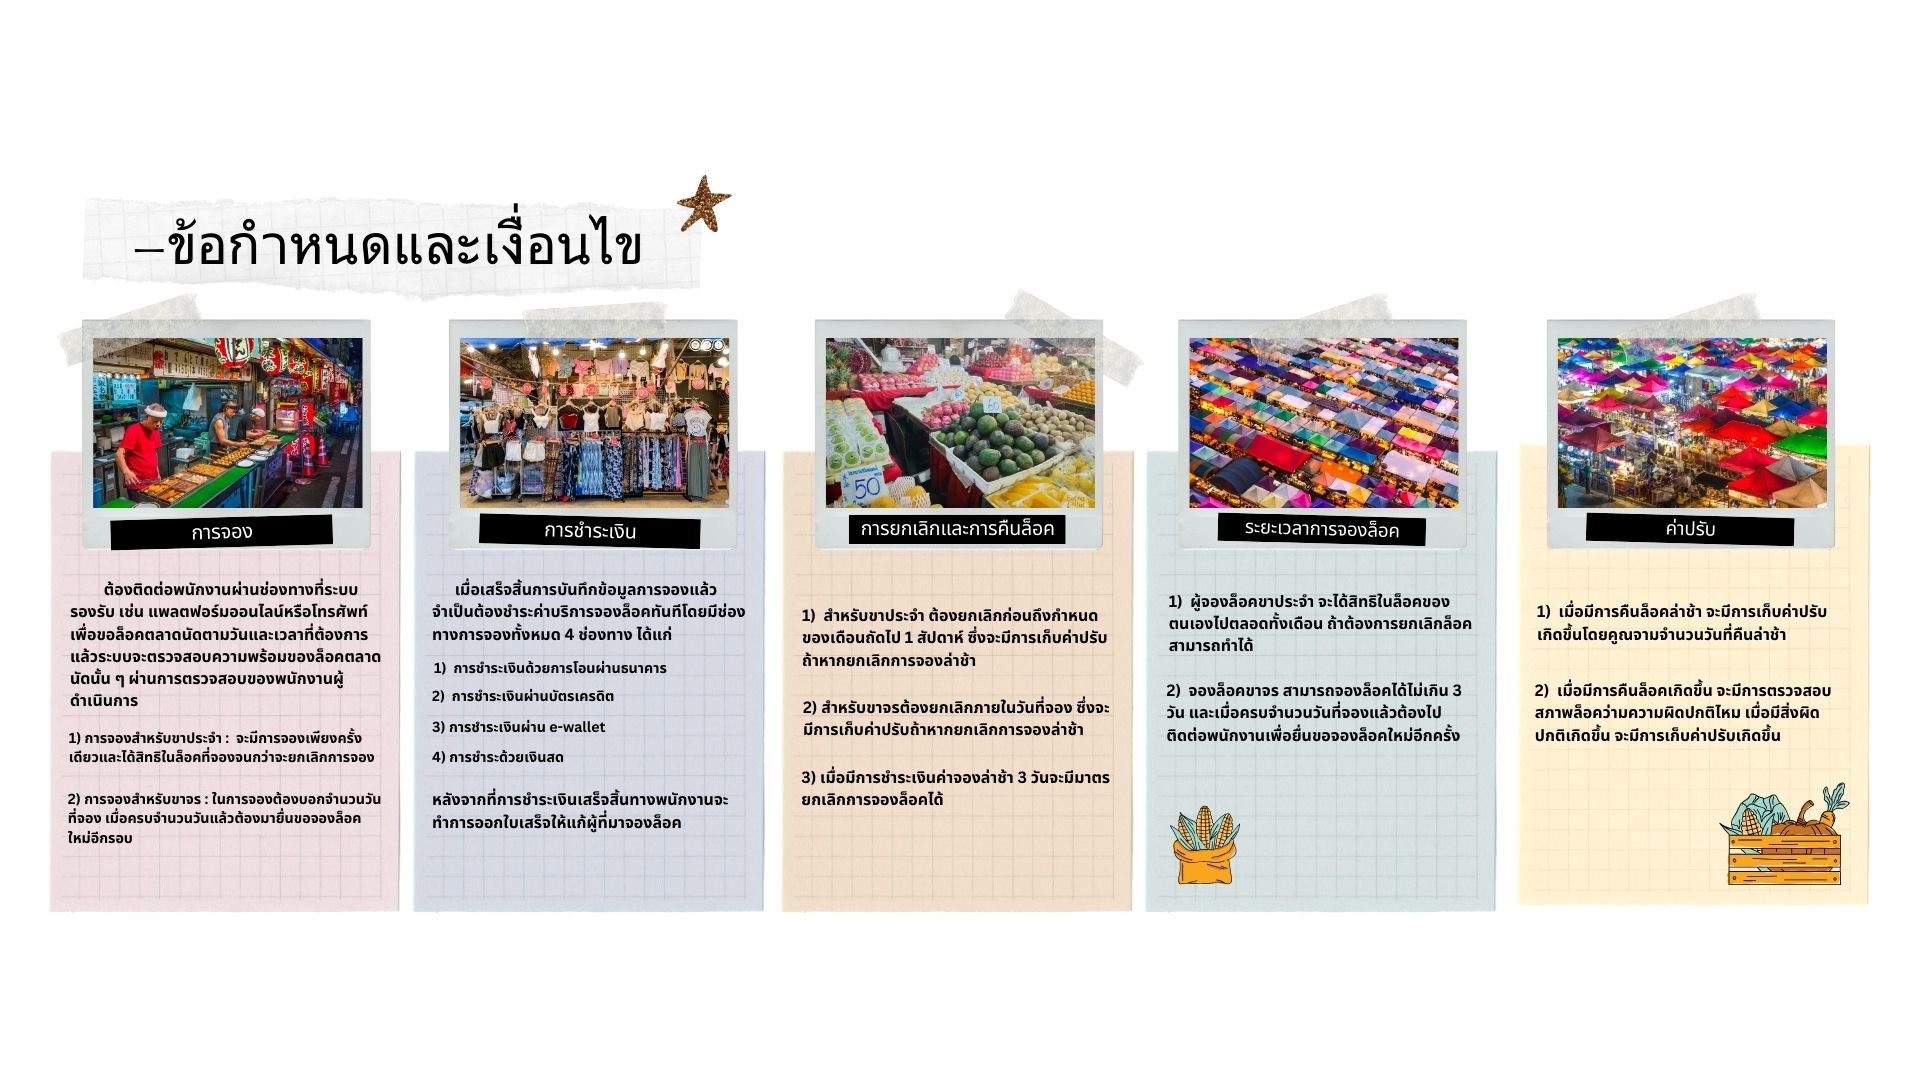 –ข้อกำหนดและเงื่อนไข
การจอง
ต้องติดต่อพนักงานผ่านช่องทางที่ระบบ
รองรับ เช่น แพลตฟอร์มออนไลน์หรือโทรศัพท์
เพื่อขอล็อคตลาดนัดตามวันและเวลาที่ต้องการ
แล้วระบบจะตรวจสอบความพร้อมของล็อคตลาด
นัดนั้น ๆ ผ่านการตรวจสอบของพนักงานผู้
ดำเนินการ
1) การจองสำหรับขาประจำ : จะมีการจองเพียงครั้ง
เดียวและได้สิทธิในล็อคที่จองจนกว่าจะยกเลิกการจอง
2) การจองสำหรับขาจร : ในการจองต้องบอกจำนวนวัน
ที่จอง เมื่อครบจำนวนวันแล้วต้องมายื่นขอจองล็อค
ใหม่อีกรอบ
การชำระเงิน
เมื่อเสร็จสิ้นการบันทึกข้อมูลการจองแล้ว
จำเป็นต้องชำระค่าบริการจองล็อคทันทีโดยมีช่อง
ทางการจองทั้งหมด 4 ช่องทาง ได้แก่
1) การชำระเงินด้วยการโอนผ่านธนาคาร
2) การชำระเงินผ่านบัตรเครดิต
3) การชำระเงินผ่าน e-wallet
4) การชำระด้วยเงินสด
หลังจากที่การชำระเงินเสร็จสิ้นทางพนักงานจะ
ทำการออกใบเสร็จให้แก้ผู้ที่มาจองล็อค
60
50
การยกเลิกและการคืนล็อค
1) สำหรับขาประจำ ต้องยกเลิกก่อนถึงกำหนด
ของเดือนถัดไป 1 สัปดาห์ ซึ่งจะมีการเก็บค่าปรับ
ถ้าหากยกเลิกการจองล่าช้า
2) สำหรับขาจรต้องยกเลิกภายในวันที่จอง ซึ่งจะ
มีการเก็บค่าปรับถ้าหากยกเลิกการจองล่าช้า
3) เมื่อมีการชำระเงินค่าจองล่าช้า 3 วันจะมีมาตร
ยกเลิกการจองล็อคได้
ระยะเวลาการจองล็อค
1) ผู้จองล็อคขาประจำ จะได้สิทธิในล็อคของ
ตนเองไปตลอดทั้งเดือน ถ้าต้องการยกเลิกล็อค
สามารถทำได้
2) จองล็อคขาจร สามารถจองล็อคได้ไม่เกิน 3
วัน และเมื่อครบจำนวนวันที่จองแล้วต้องไป
ติดต่อพนักงานเพื่อยื่นขอจองล็อคใหม่อีกครั้ง
ค่าปรับ
1) เมื่อมีการคืนล็อคล่าช้า จะมีการเก็บค่าปรับ
เกิดขึ้นโดยคูณจามจำนวนวันที่คืนล่าช้า
2) เมื่อมีการคืนล็อคเกิดขึ้น จะมีการตรวจสอบ
สภาพล็อคว่ามความผิดปกติไหม เมื่อมีสิ่งผิด
ปกติเกิดขึ้น จะมีการเก็บค่าปรับเกิดขึ้น